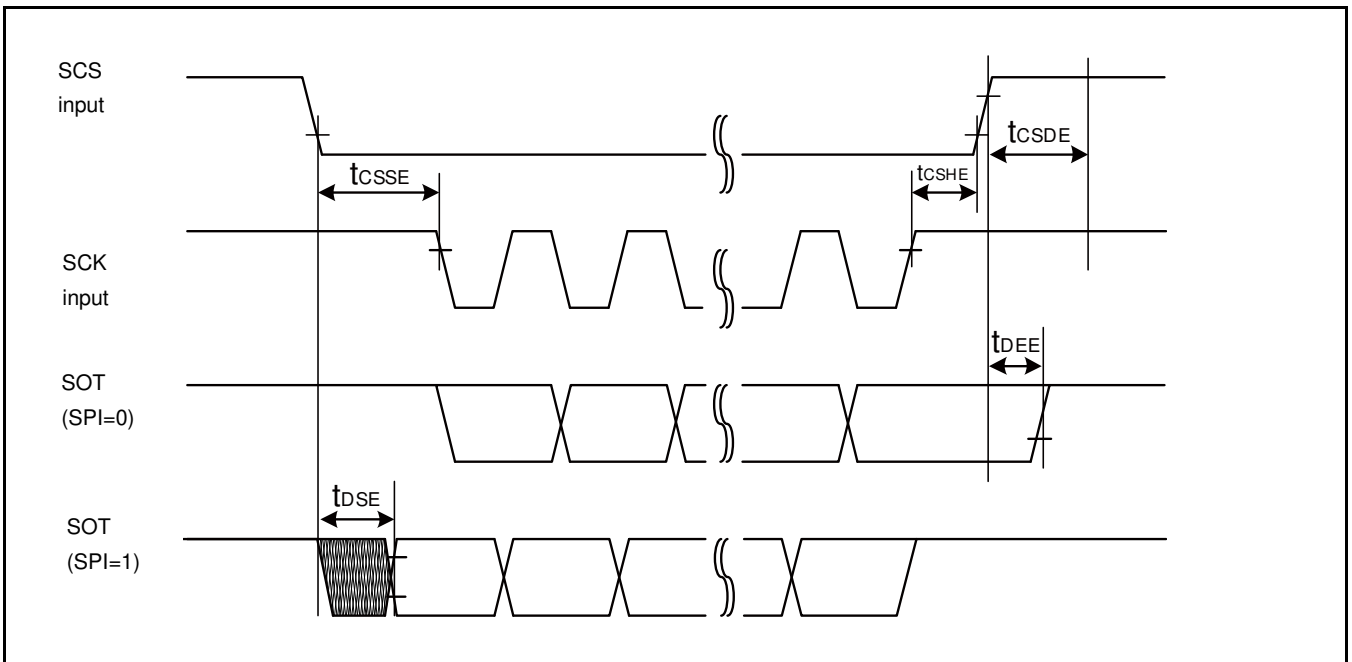 SCS
input
tCSDE
tCSSE
tCSHE
SCK
input
tDEE
SOT
(SPI=0)
tDSE
SOT
(SPI=1)